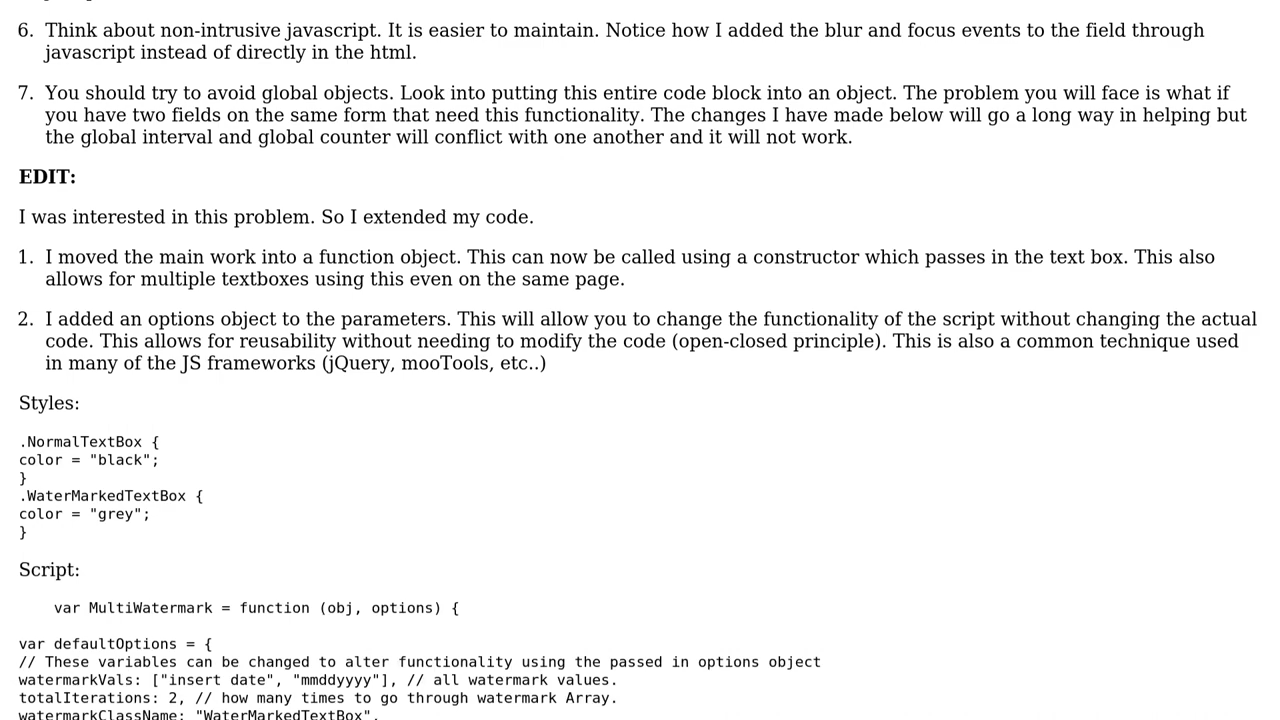 6. Think about non-intrusive javascript. It is easier to maintain. Notice how I added the blur and focus events to the field through
javascript instead of directly in the html.
7. You should try to avoid global objects. Look into putting this entire code block into an object. The problem you will face is what if
you have two fields on the same form that need this functionality. The changes I have made below will go a long way in helping but
the global interval and global counter will conflict with one another and it will not work.
EDIT:
I was interested in this problem. So I extended my code.
1. I moved the main work into a function object. This can now be called using a constructor which passes in the text box. This also
allows for multiple textboxes using this even on the same page.
2. I added an options object to the parameters. This will allow you to change the functionality of the script without changing the actual
code. This allows for reusability without needing to modify the code (open-closed principle). This is also a common technique used
in many of the JS frameworks (jQuery, mooTools, etc..)
Styles:
.NormalTextBox {
color = "black";
}
.WaterMarkedTextBox {
color = "grey";
}
Script:
var MultiWatermark = function (obj, options) {
var defaultOptions = {
// These variables can be changed to alter functionality using the passed in options object
watermarkVals: ["insert date", "mmddyyyy"], // all watermark values.
totalIterations: 2, // how many times to go through watermark Array.
watermarkClassName: "WaterMarkedTextBox",